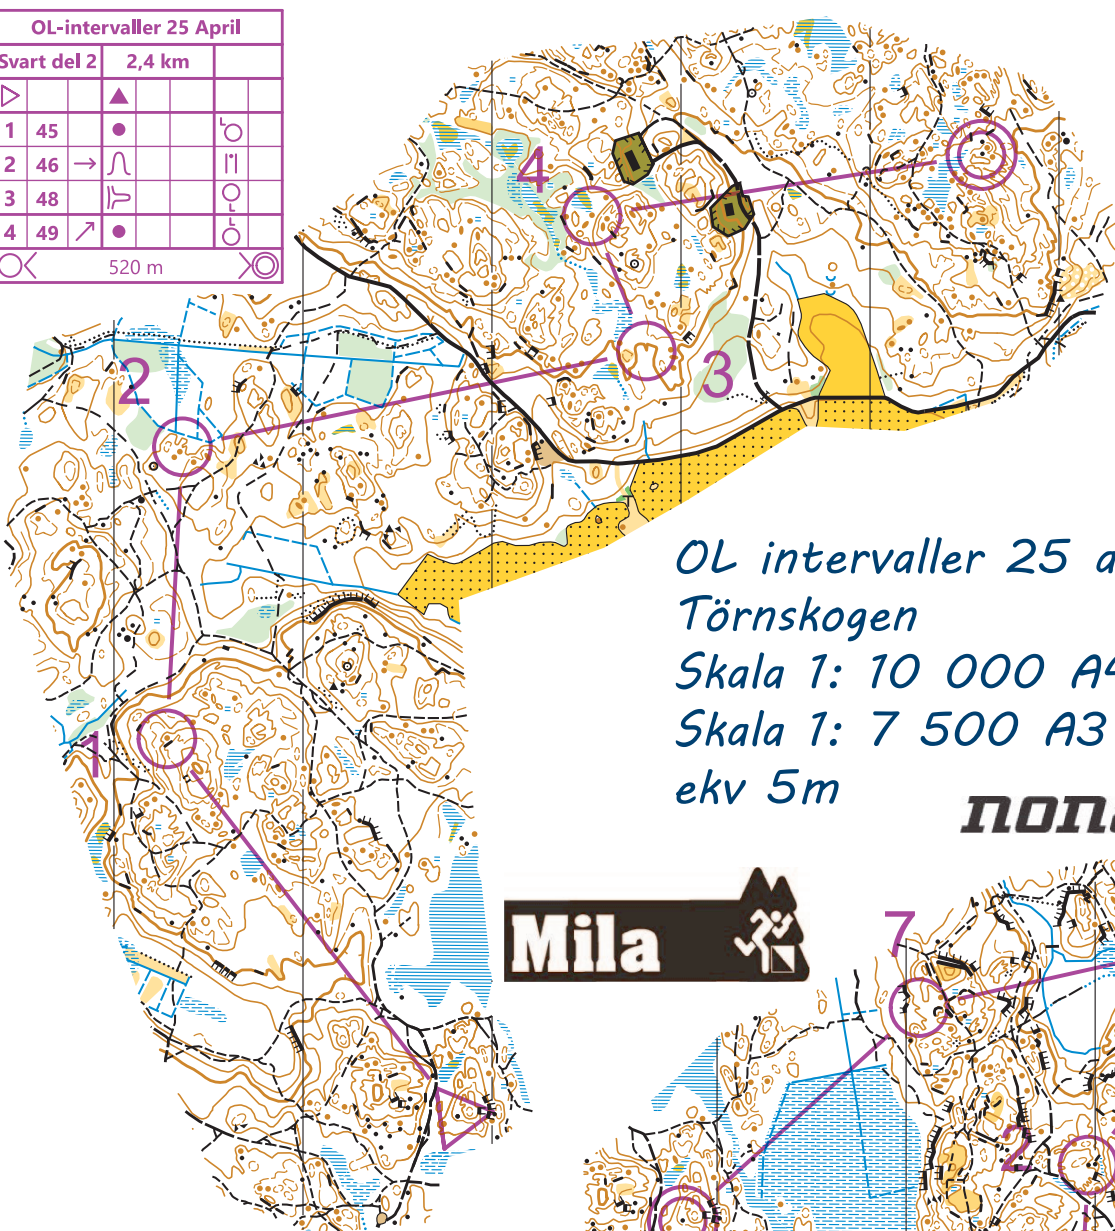 OL-intervaller 25 April
Svart del 2 2,4 km
1 45
2 46
3 48
4 49
520 m
4
2
3
1
OL intervaller 25 a
Törnskogen
Skala 1: 10 000 A4
Skala 1: 7 500 A3
ekv 5m
non
Mila
7
2